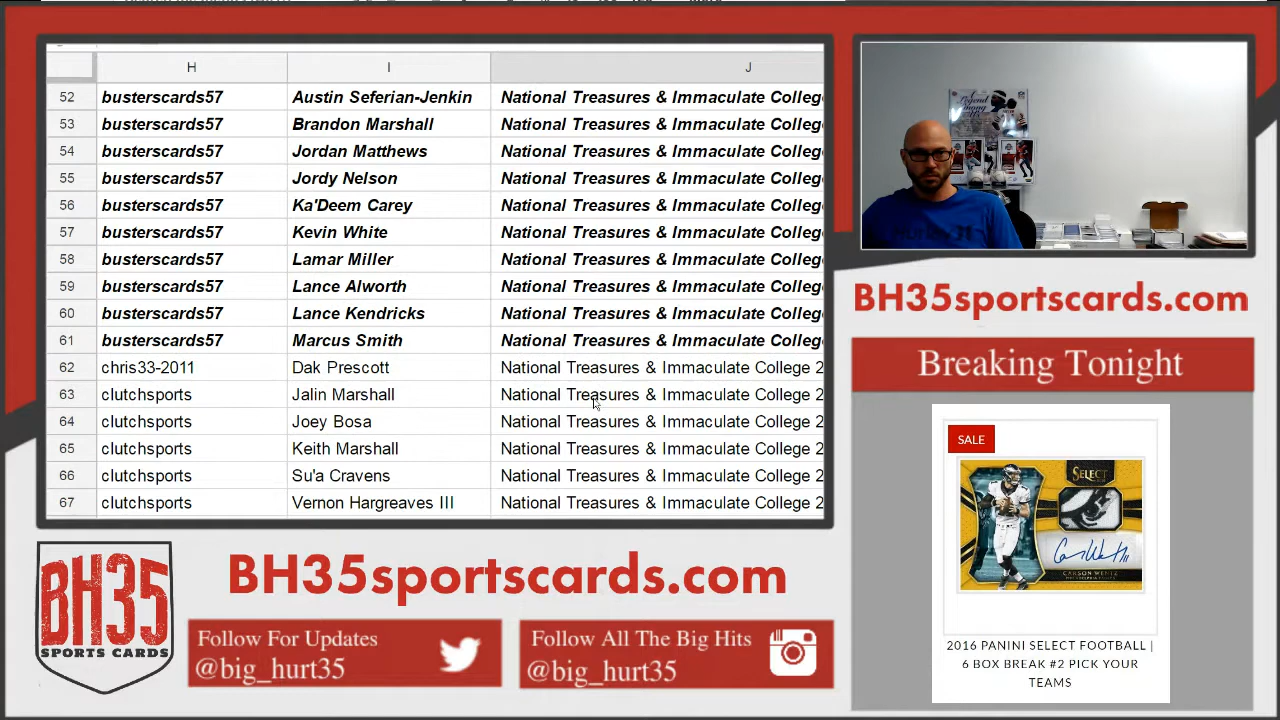 H I J
52 busterscards57 Austin Seferian-Jenkin National Treasures & Immaculate Colleg
53 busterscards57 Brandon Marshall National Treasures & Immaculate Colleg
54 busterscards57 Jordan Matthews National Treasures & Immaculate Colleg
55 busterscards57 Jordy Nelson National Treasures & Immaculate Colleg
56 busterscards57 Ka'Deem Carey National Treasures & Immaculate Colleg
57 busterscards57 Kevin White National Treasures & Immaculate Colleg
58 busterscards57 Lamar Miller National Treasures & Immaculate Colleg
59 busterscards57 Lance Alworth National Treasures & Immaculate Colleg
60 busterscards57 Lance Kendricks National Treasures & Immaculate Colleg
61 busterscards57 Marcus Smith National Treasures & Immaculate Colleg
62 chris33-2011 Dak Prescott National Treasures & Immaculate College 2
63 clutchsports Jalin Marshall National Treasures & Immaculate College 2
64 clutchsports Joey Bosa National Treasures & Immaculate College 2
65 clutchsports Keith Marshall National Treasures & Immaculate College 2
66 clutchsports Su'a Cravens National Treasures & Immaculate College 2
67 clutchsports Vernon Hargreaves III National Treasures & Immaculate College 2
BH35sportscards.com
Breaking Tonight
SALE
SELECT
CARSON WENTZ
PHILADELPHIA EAGLES
2016 PANINI SELECT FOOTBALL |
6 BOX BREAK #2 PICK YOUR
TEAMS
BH35
SPORTS CARDS
BH35sportscards.com
Follow For Updates
@big_hurt35
Follow All The Big Hits
@big_hurt35